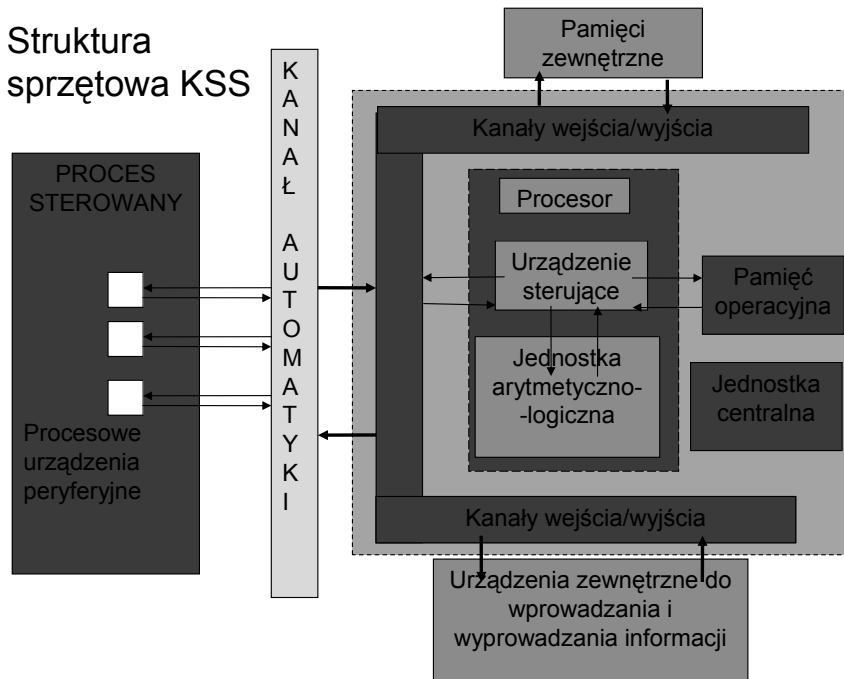 Struktura
sprzętowa KSS
PROCES
STEROWANY
Procesowe
urządzenia
peryferyjne
K
A
N
A
Ł
A
U
T
O
M
A
T
Y
K
I
Pamięci
zewnętrzne
Kanały wejścia/wyjścia
Procesor
Urządzenie
sterujące
Jednostka
arytmetyczno-
-logiczna
Pamięć
operacyjna
Jednostka
centralna
Kanały wejścia/wyjścia
Urządzenia zewnętrzne do
wprowadzania i
wyprowadzania informacji